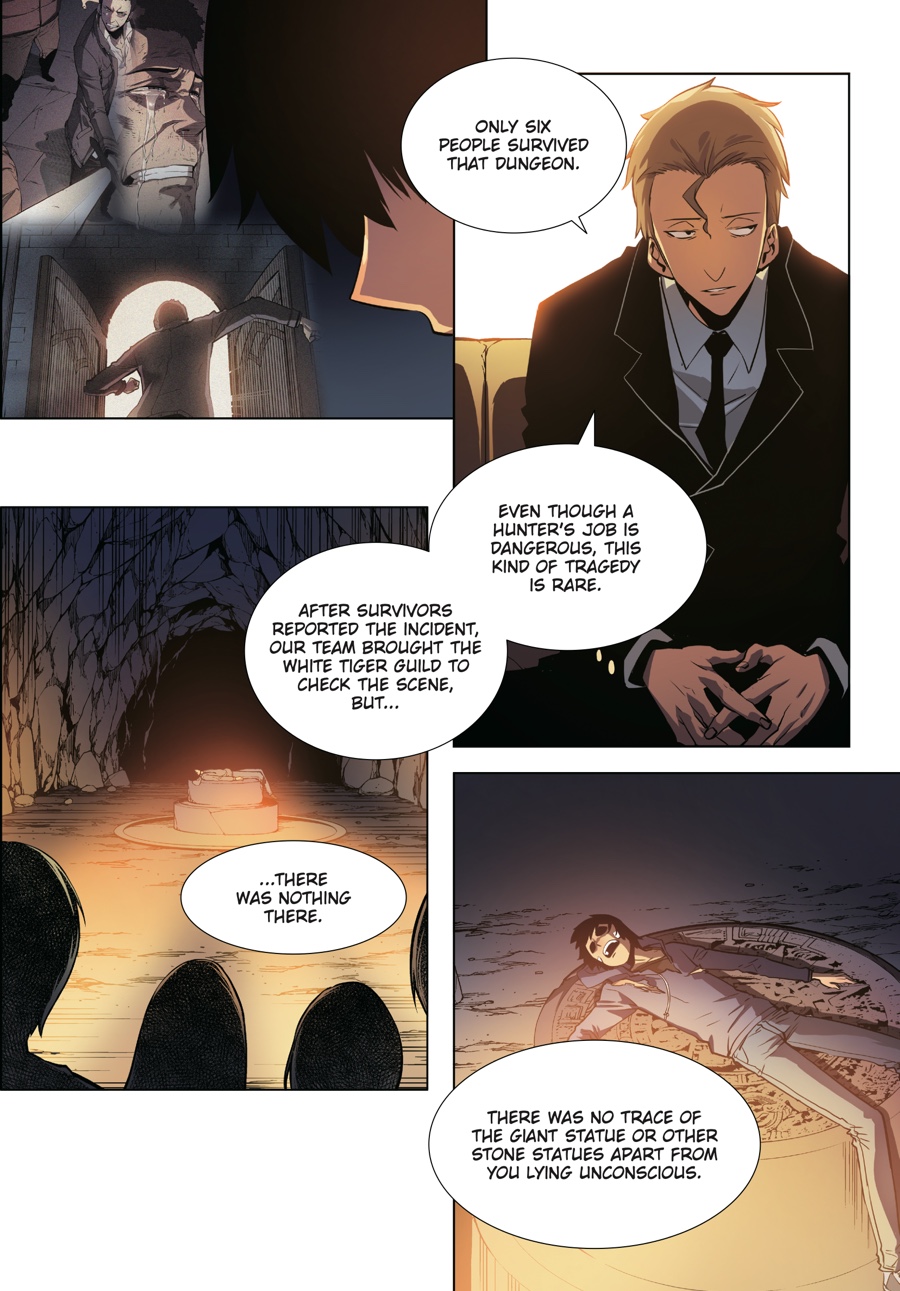 ONLY SIX
PEOPLE SURVIVED
THAT DUNGEON.
EVEN THOUGH A
HUNTER'S JOB IS
DANGEROUS, THIS
KIND OF TRAGEDY
IS RARE.
AFTER SURVIVORS
REPORTED THE INCIDENT,
OUR TEAM BROUGHT THE
WHITE TIGER GUILD TO
CHECK THE SCENE,
BUT...
...THERE
WAS NOTHING
THERE.
THERE WAS NO TRACE OF
THE GIANT STATUE OR OTHER
STONE STATUES APART FROM
YOU LYING UNCONSCIOUS.